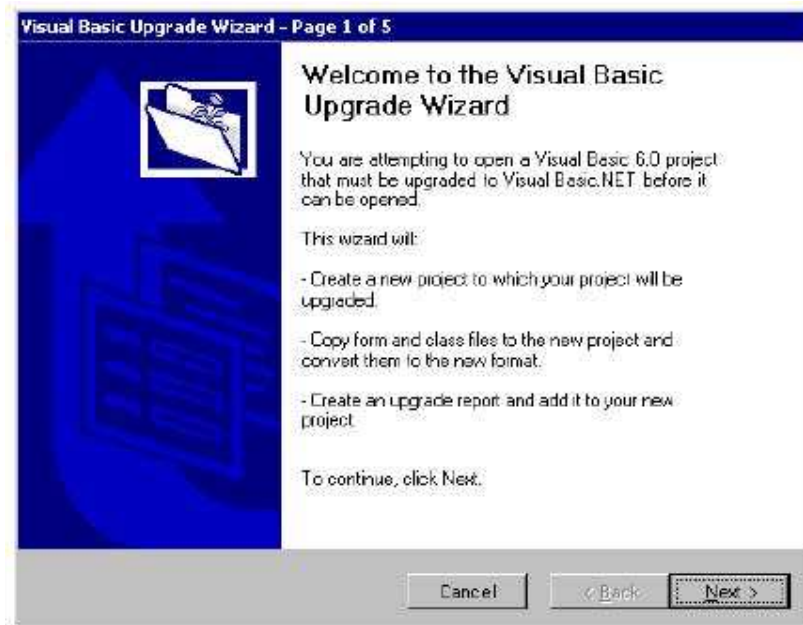 Visual Basic Upgrade Wizard - Page 1 of 5
Welcome to the Visual Basic
Upgrade Wizard
You are attempting to open a Visual Basic 6.0 project
that must be upgraded to Visual Basic.NET before it
can be opened.
This wizard will:
- Create a new project to which your project will be
upgraded.
- Copy form and class files to the new project and
convert them to the new format.
- Create an upgrade report and add it to your new
project
To continue, click Next.
Cancel < Back Next >